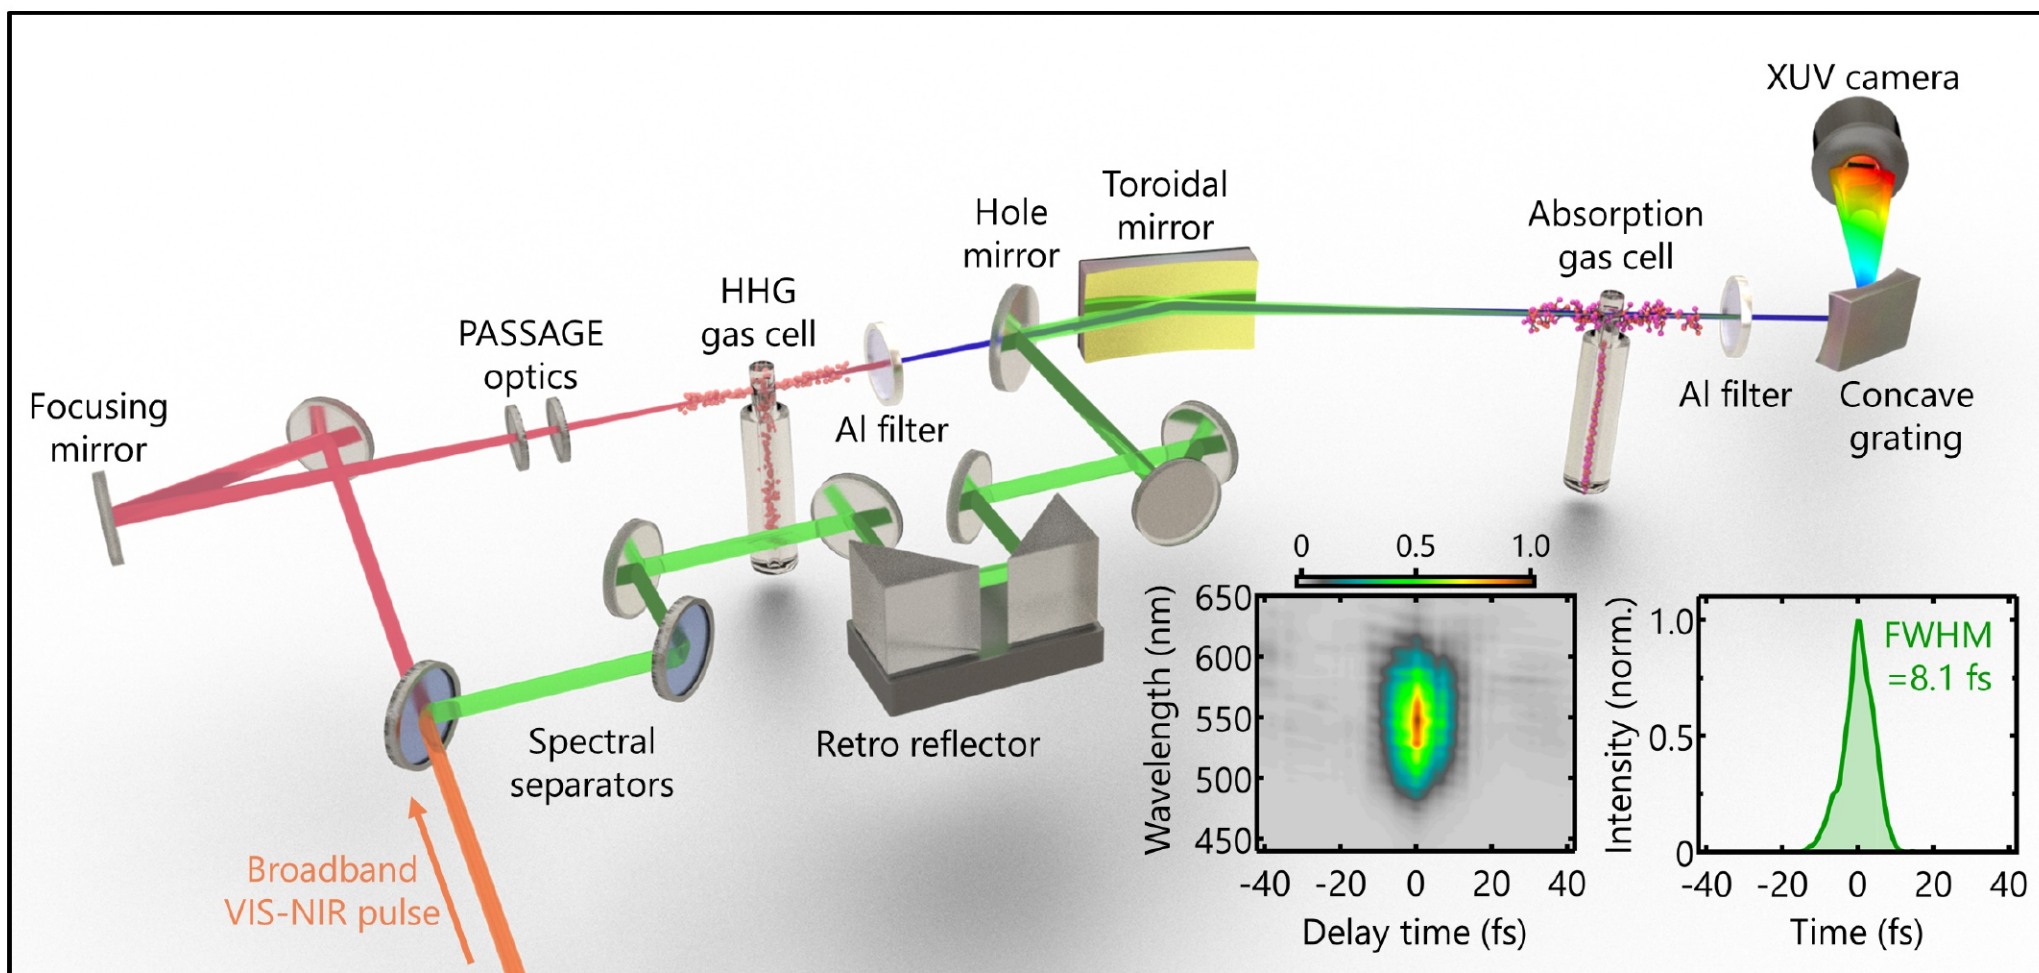 XUV camera
Toroidal
mirror
Hole
mirror
Absorption
gas cell
HHG
gas cell
PASSAGE
optics
Focusing
mirror
Al filter
Al filter
Concave
grating
Spectral
separators
Retro reflector
Broadband
VIS-NIR pulse
0 0.5 1.0
Wavelength (nm)
650
600
550
500
450
-40 -20 0 20 40
Delay time (fs)
Intensity (norm.)
1.0
0.5
0
FWHM
=8.1 fs
-40 -20 0 20 40
Time (fs)